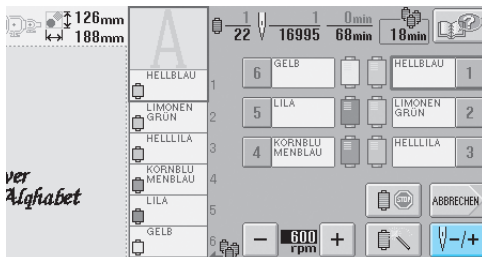 126mm
188mm
1
22
1
16995
0min
68min
18min
A
HELLBLAU
1
LIMONEN
GRÜN
2
HELLLILA
3
KORNBLU
MENBLAU
4
LILA
5
GELB
6
6
GELB
HELLBLAU
1
5
LILA
LIMONEN
GRÜN
2
4
KORNBLU
MENBLAU
HELLLILA
3
STOP
ABBRECHEN
−
600
rpm
+
−/+
ver
Alphabet